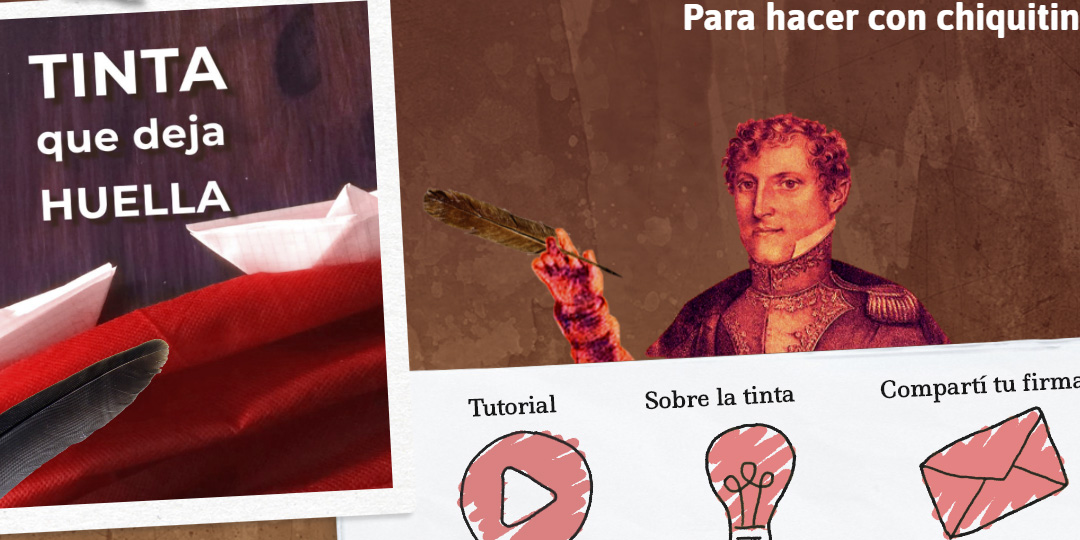 TINTA
que deja
HUELLA
Para hacer con chiquitin
Tutorial
Sobre la tinta
Compartí tu firma